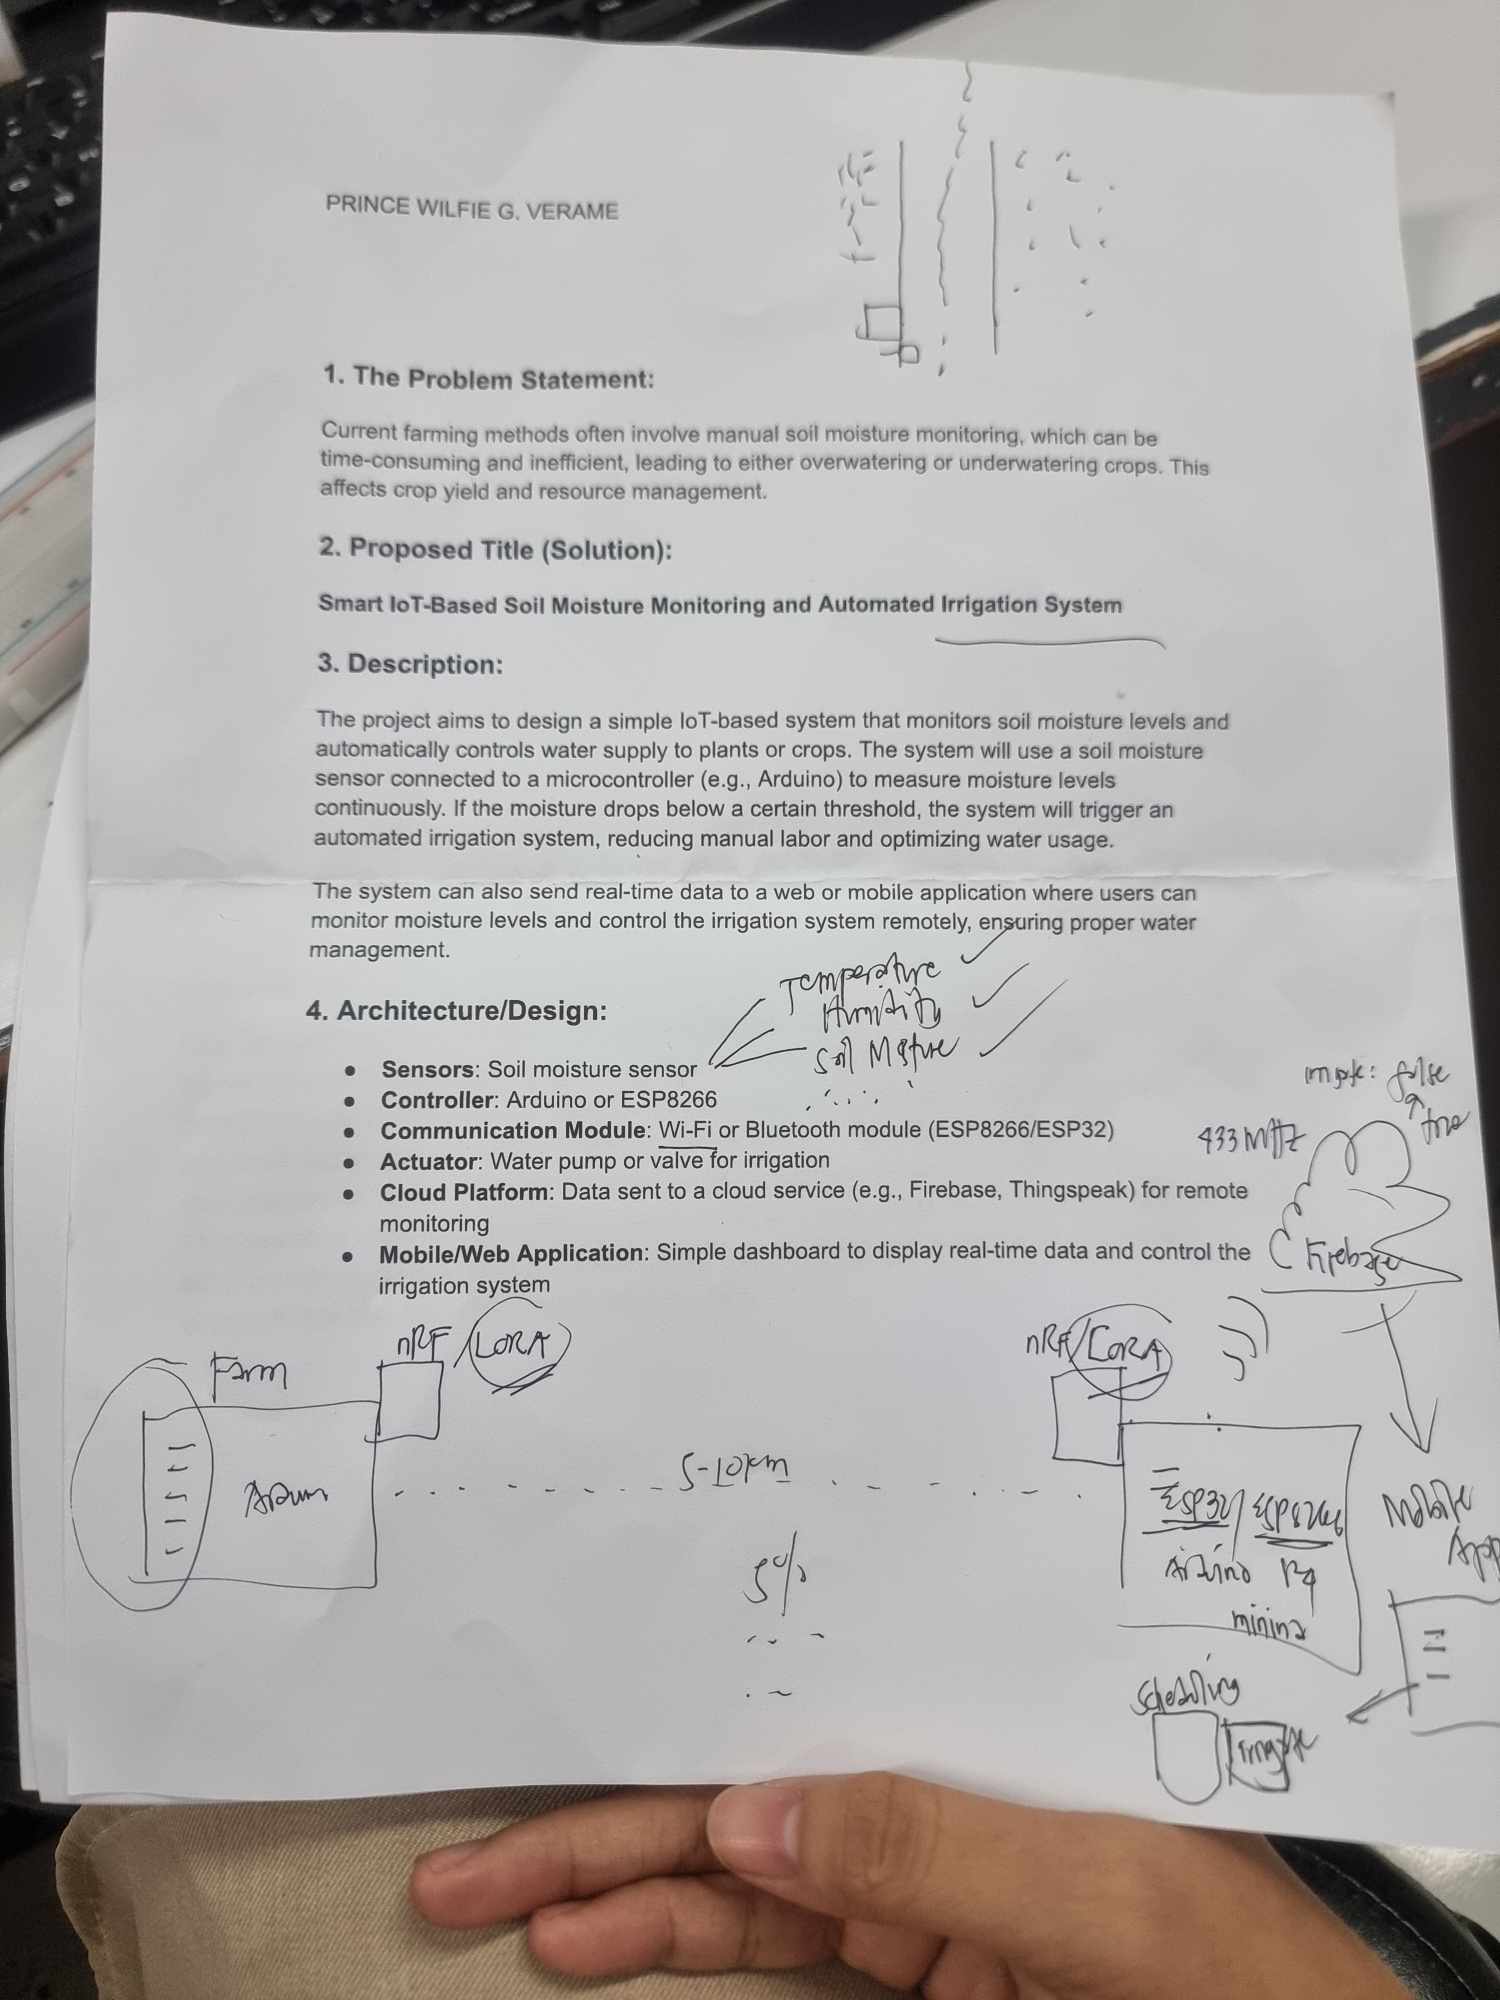 PRINCE WILFIE G. VERAME
1. The Problem Statement:
Current farming methods often involve manual soil moisture monitoring, which can be
time-consuming and inefficient, leading to either overwatering or underwatering crops. This
affects crop yield and resource management.
2. Proposed Title (Solution):
Smart IoT-Based Soil Moisture Monitoring and Automated Irrigation System
3. Description:
The project aims to design a simple IoT-based system that monitors soil moisture levels and
automatically controls water supply to plants or crops. The system will use a soil moisture
sensor connected to a microcontroller (e.g., Arduino) to measure moisture levels
continuously. If the moisture drops below a certain threshold, the system will trigger an
automated irrigation system, reducing manual labor and optimizing water usage.
The system can also send real-time data to a web or mobile application where users can
monitor moisture levels and control the irrigation system remotely, ensuring proper water
management.
Temperature
Humidity
Soil
4. Architecture/Design:
● Sensors: Soil moisture sensor
● Controller: Arduino or ESP8266
● Communication Module: Wi-Fi or Bluetooth module (ESP8266/ESP32)
● Actuator: Water pump or valve for irrigation
● Cloud Platform: Data sent to a cloud service (e.g., Firebase, Thingspeak) for remote
monitoring
● Mobile/Web Application: Simple dashboard to display real-time data and control the
irrigation system
false
true
433 MHz
Firebase
nRF/LORA
nRF/LORA
Farm
5-10km
ESP32/ESP8266
Arduino R4
minima
Mobile
App
Scheduling
Irrigate